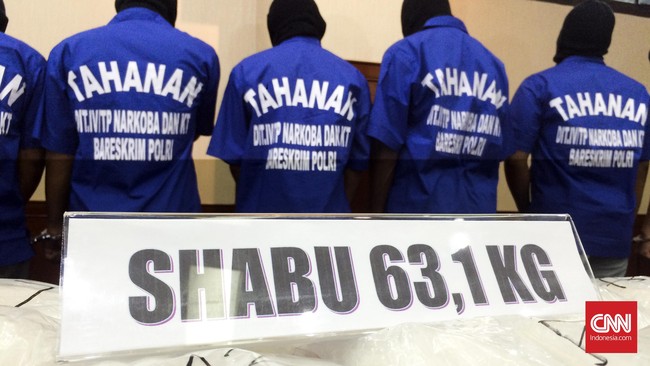 TAHANAN
DIT.IV/TP NARKOBA DAN KT
BARESKRIM POLRI
TAHANAN
DIT.IV/TP NARKOBA DAN KT
BARESKRIM POLRI
TAHANAN
DIT.IV/TP NARKOBA DAN KT
BARESKRIM POLRI
TAHANAN
DIT.IV/TP NARKOBA DAN KT
BARESKRIM POLRI
SHABU 63,1 KG
CNN
Indonesia.com